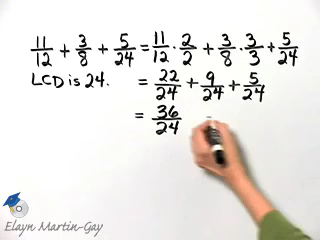 11/12 + 3/8 + 5/24 = 11/12 · 2/2 + 3/8 · 3/3 + 5/24
LCD is 24. = 22/24 + 9/24 + 5/24
= 36/24 =
Elayn Martin-Gay